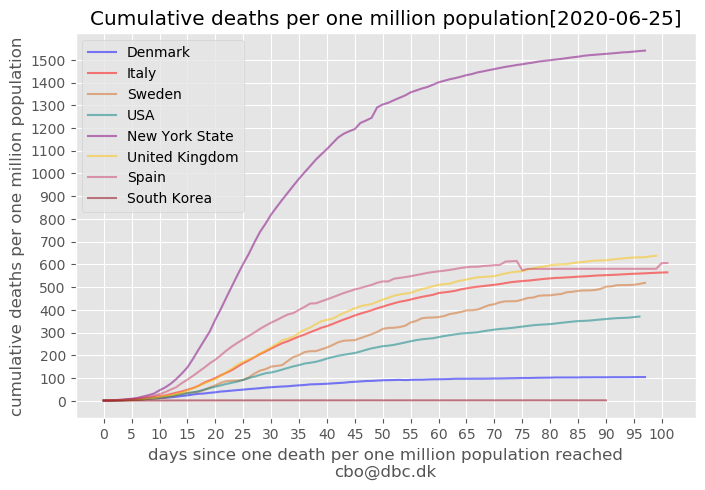 Cumulative deaths per one million population[2020-06-25]
cumulative deaths per one million population
1500
1400
1300
1200
1100
1000
900
800
700
600
500
400
300
200
100
0
Denmark
Italy
Sweden
USA
New York State
United Kingdom
Spain
South Korea
0 5 10 15 20 25 30 35 40 45 50 55 60 65 70 75 80 85 90 95 100
days since one death per one million population reached
cbo@dbc.dk